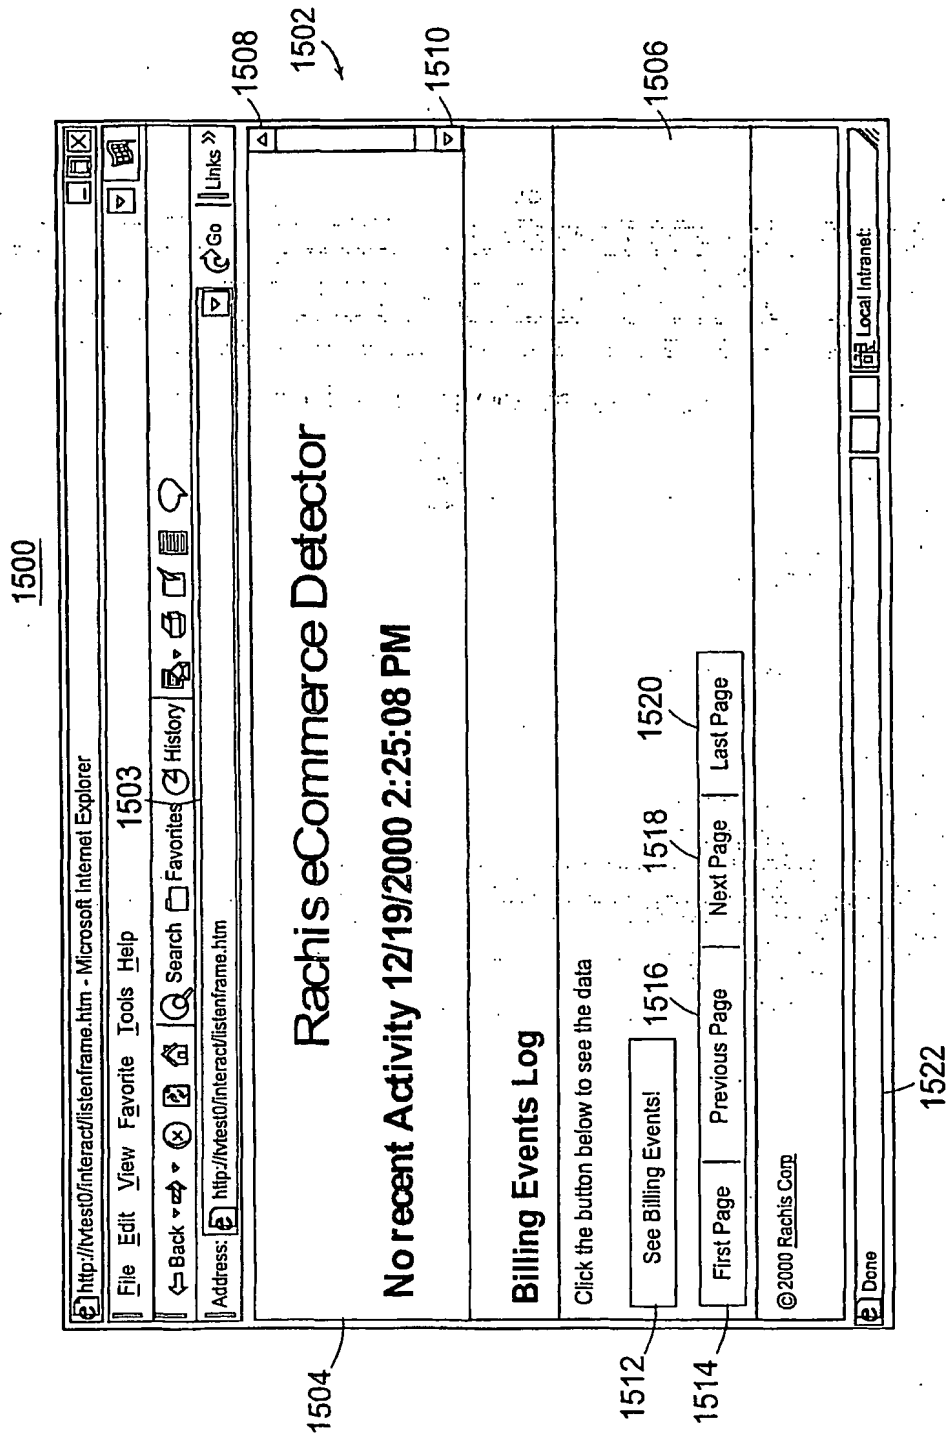 1500
http://lvtest0/interact/listenframe.htm - Microsoft Internet Explorer
File Edit View Favorite Tools Help
1503
Back Search Favorites History
Address: http://lvtest0/interact/listenframe.htm Go Links »
1508
1502
Rachis eCommerce Detector
No recent Activity 12/19/2000 2:25:08 PM
1504
1510
Billing Events Log
Click the button below to see the data
1506
See Billing Events!
1512
1516
1518
1520
First Page | Previous Page | Next Page | Last Page
1514
©2000 Rachis Corp
Done Local Intranet:
1522